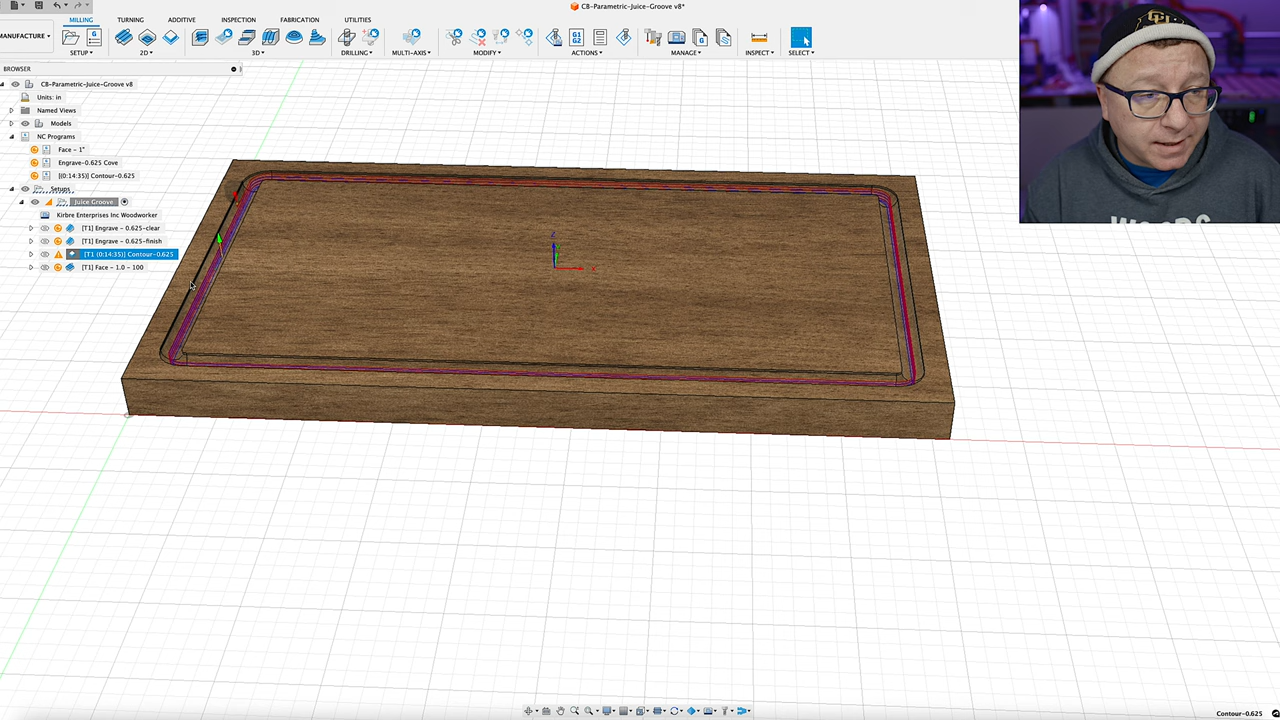 CB-Parametric-Juice-Groove v8*
MILLING TURNING ADDITIVE INSPECTION FABRICATION UTILITIES
MANUFACTURE
G1
G2
G
SETUP 2D 3D DRILLING MULTI-AXIS MODIFY ACTIONS MANAGE INSPECT SELECT
BROWSER
CB-Parametric-Juice-Groove v8
Units: in
Named Views
Models
NC Programs
Face - 1"
Engrave-0.625 Cove
[(0:14:35)] Contour-0.625
Setups
Juice Groove
Kirbre Enterprises Inc Woodworker
[T1] Engrave - 0.625-clear
[T1] Engrave - 0.625-finish
[T1 (0:14:35)] Contour-0.625
[T1] Face - 1.0 - 100
Z
X
CU
Contour-0.625